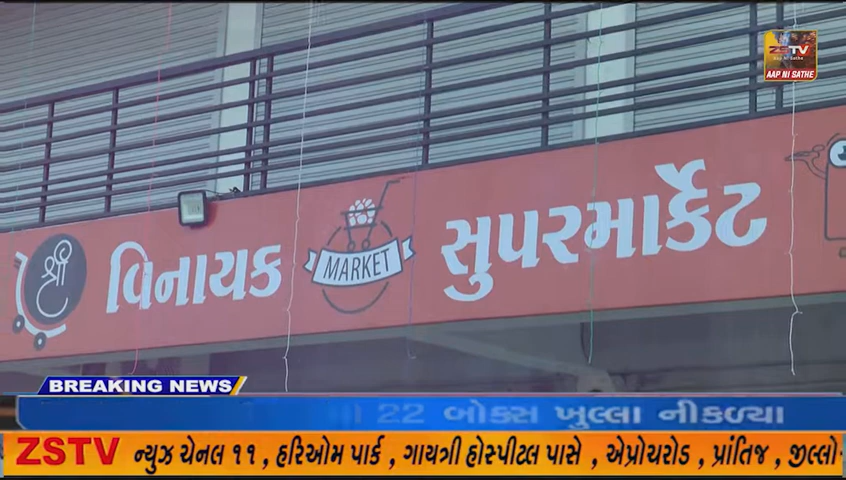 ZSTV
AAP NI SATHE
શ્રી વિનાયક MARKET સુપરમાર્કેટ
BREAKING NEWS
22 બોક્સ ખુલ્લા નીકળ્યા
ZSTV ન્યુઝ ચેનલ ૧૧ , હરિઓમ પાર્ક , ગાયત્રી હોસ્પીટલ પાસે , એપ્રોચરોડ , પ્રાંતિજ , જીલ્લો